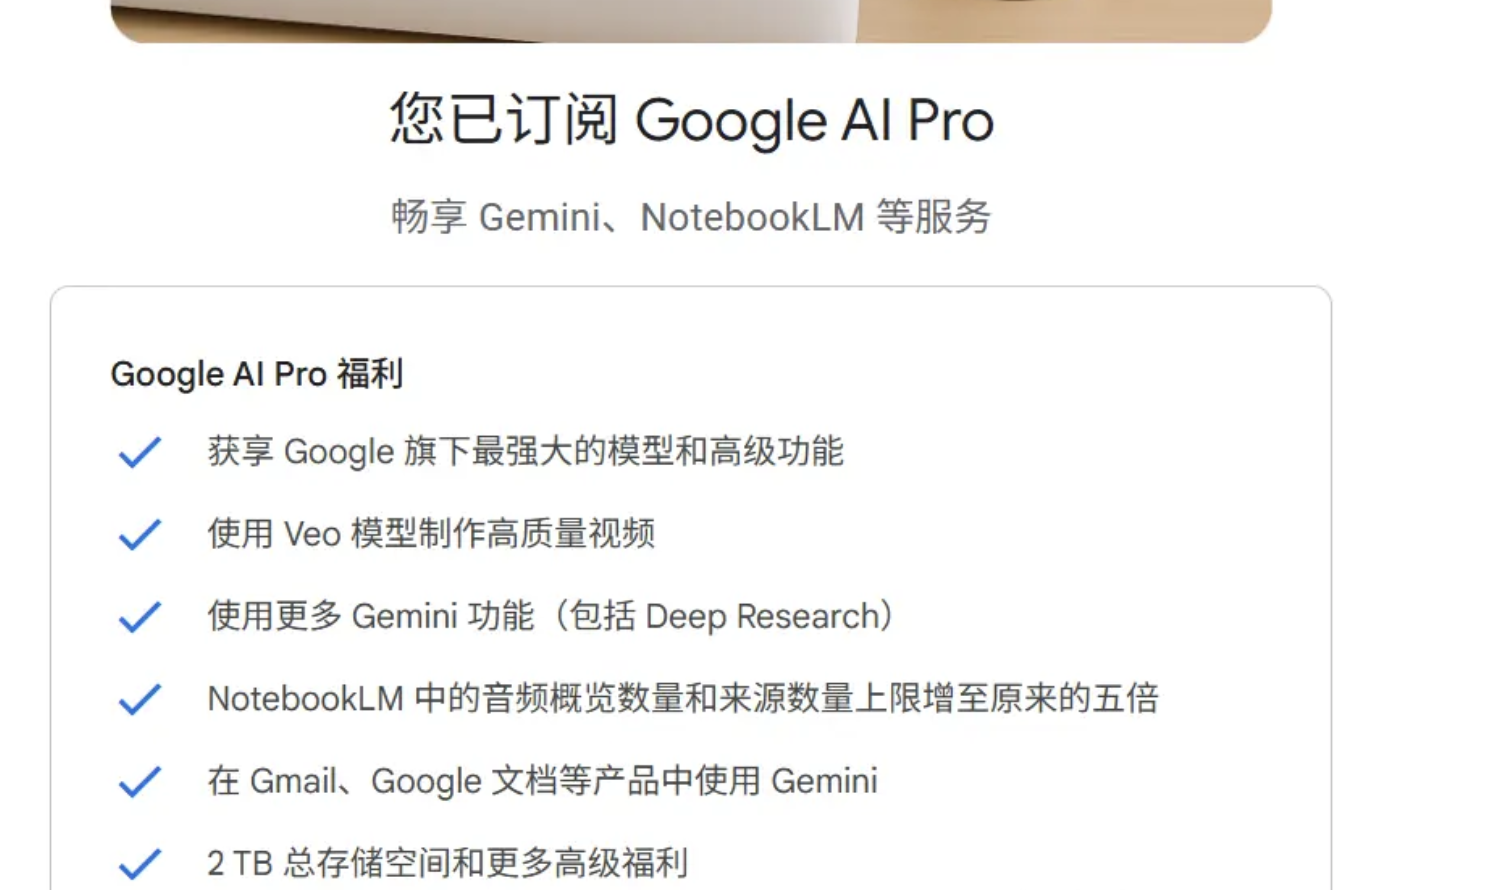 您已订阅 Google AI Pro
畅享 Gemini、NotebookLM 等服务
Google AI Pro 福利
获享 Google 旗下最强大的模型和高级功能
使用 Veo 模型制作高质量视频
使用更多 Gemini 功能（包括 Deep Research）
NotebookLM 中的音频概览数量和来源数量上限增至原来的五倍
在 Gmail、Google 文档等产品中使用 Gemini
2 TB 总存储空间和更多高级福利